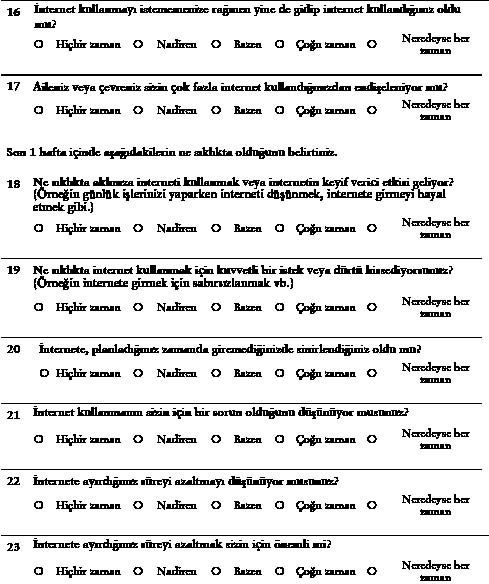 16 İnternet kullanmayı istememenize rağmen yine de gidip internet kullandığınız oldu
mu?
O Hiçbir zaman O Nadiren O Bazen O Çoğu zaman O Neredeyse her
zaman
17 Aileniz veya çevreniz sizin çok fazla internet kullandığınızdan endişeleniyor mu?
O Hiçbir zaman O Nadiren O Bazen O Çoğu zaman O Neredeyse her
zaman
Son 1 hafta içinde aşağıdakilerin ne sıklıkta olduğunu belirtiniz.
18 Ne sıklıkta aklınıza interneti kullanmak veya internetin keyif verici etkisi geliyor?
{Örneğin günlük işlerinizi yaparken interneti düşünmek, internete girmeyi hayal
etmek gibi.}
O Hiçbir zaman O Nadiren O Bazen O Çoğu zaman O Neredeyse her
zaman
19 Ne sıklıkta internet kullanmak için kuvvetli bir istek veya dürtü hissediyorsunuz?
{Örneğin internete girmek için sabırsızlanmak vb.}
O Hiçbir zaman O Nadiren O Bazen O Çoğu zaman O Neredeyse her
zaman
20 İnternete, planladığınız zamanda giremediğinizde sinirlendiğiniz oldu mu?
O Hiçbir zaman O Nadiren O Bazen O Çoğu zaman O Neredeyse her
zaman
21 İnternet kullanımının sizin için bir sorun olduğunu düşünüyor musunuz?
O Hiçbir zaman O Nadiren O Bazen O Çoğu zaman O Neredeyse her
zaman
22 İnternete ayırdığınız süreyi azaltmayı düşünüyor musunuz?
O Hiçbir zaman O Nadiren O Bazen O Çoğu zaman O Neredeyse her
zaman
23 İnternete ayırdığınız süreyi azaltmak sizin için önemli mi?
O Hiçbir zaman O Nadiren O Bazen O Çoğu zaman O Neredeyse her
zaman